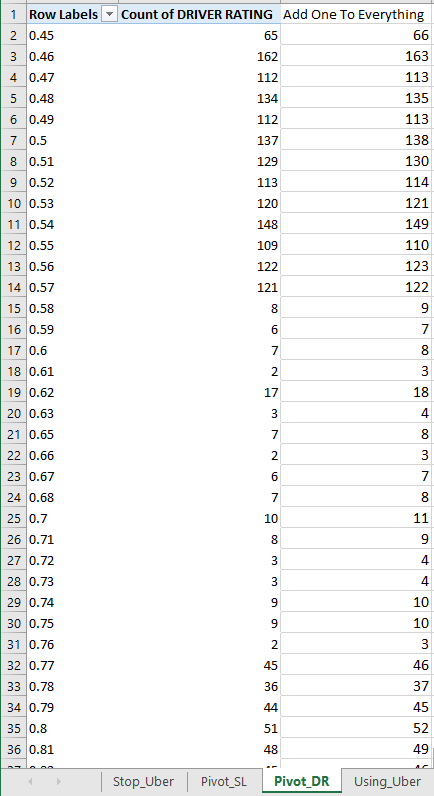 1 Row Labels Count of DRIVER RATING Add One To Everything
2 0.45 65 66
3 0.46 162 163
4 0.47 112 113
5 0.48 134 135
6 0.49 112 113
7 0.5 137 138
8 0.51 129 130
9 0.52 113 114
10 0.53 120 121
11 0.54 148 149
12 0.55 109 110
13 0.56 122 123
14 0.57 121 122
15 0.58 8 9
16 0.59 6 7
17 0.6 7 8
18 0.61 2 3
19 0.62 17 18
20 0.63 3 4
21 0.65 7 8
22 0.66 2 3
23 0.67 6 7
24 0.68 7 8
25 0.7 10 11
26 0.71 8 9
27 0.72 3 4
28 0.73 3 4
29 0.74 9 10
30 0.75 9 10
31 0.76 2 3
32 0.77 45 46
33 0.78 36 37
34 0.79 44 45
35 0.8 51 52
36 0.81 48 49
Stop_Uber Pivot_SL Pivot_DR Using_Uber